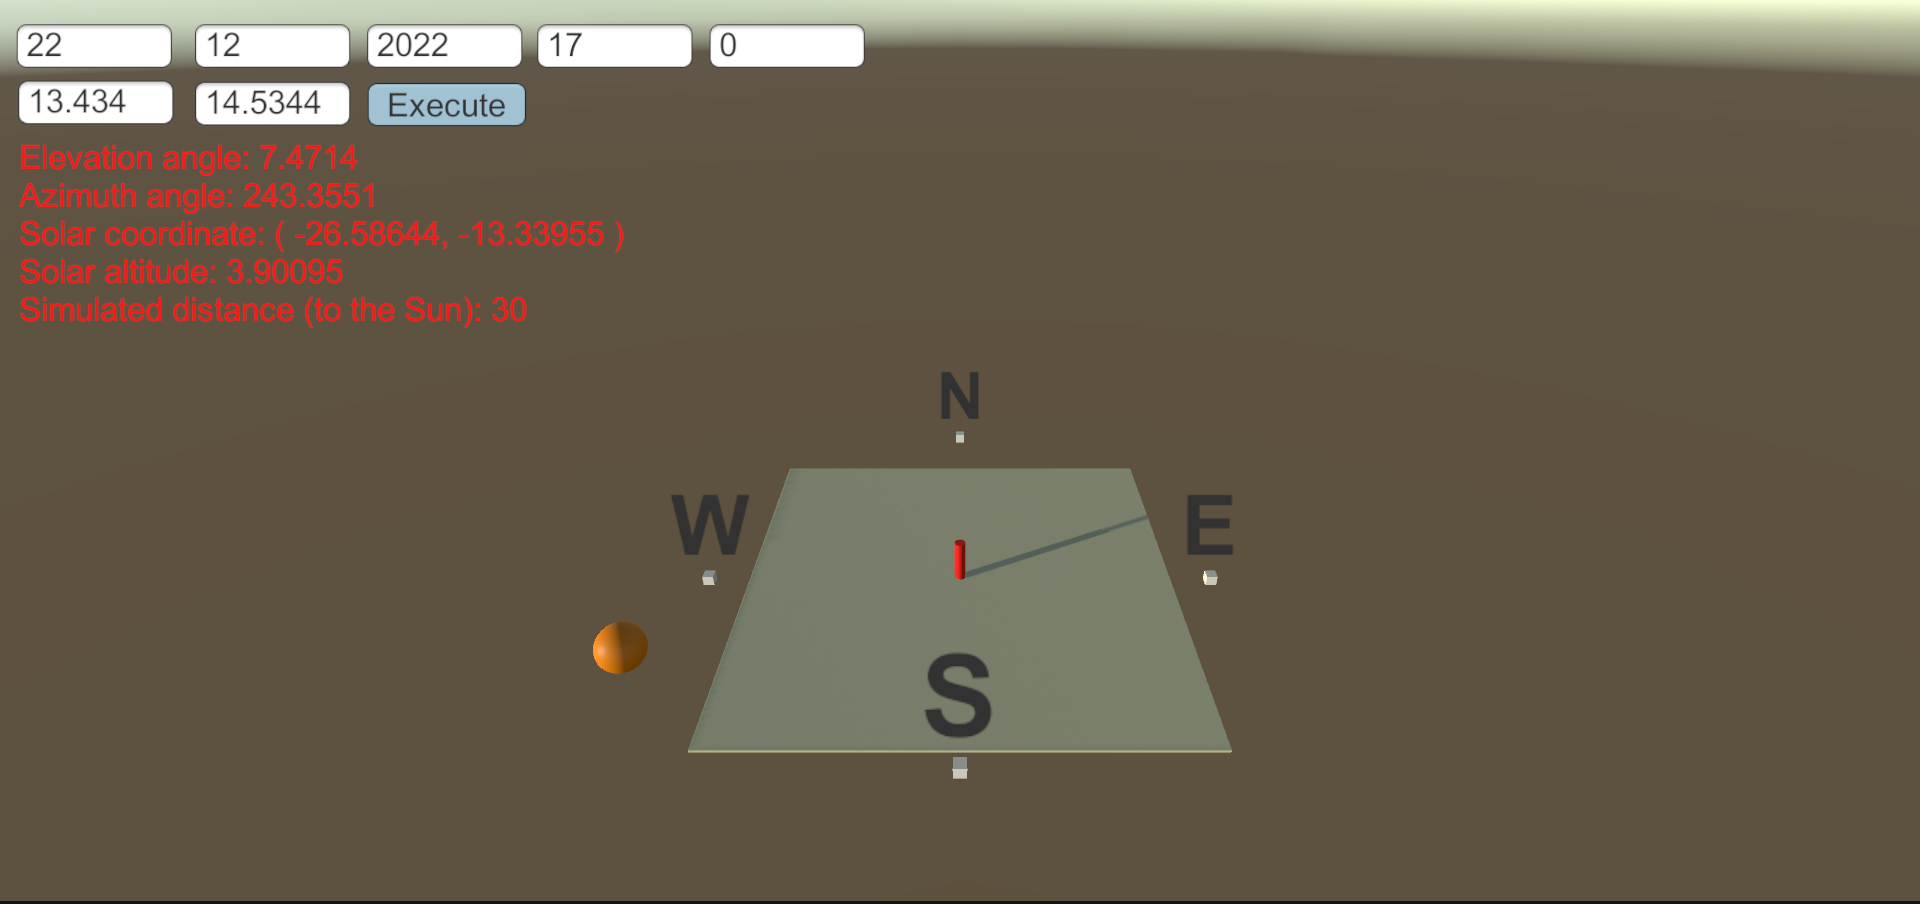 22 12 2022 17 0
13.434 14.5344 Execute
Elevation angle: 7.4714
Azimuth angle: 243.3551
Solar coordinate: ( -26.58644, -13.33955 )
Solar altitude: 3.90095
Simulated distance (to the Sun): 30
N
W E
S